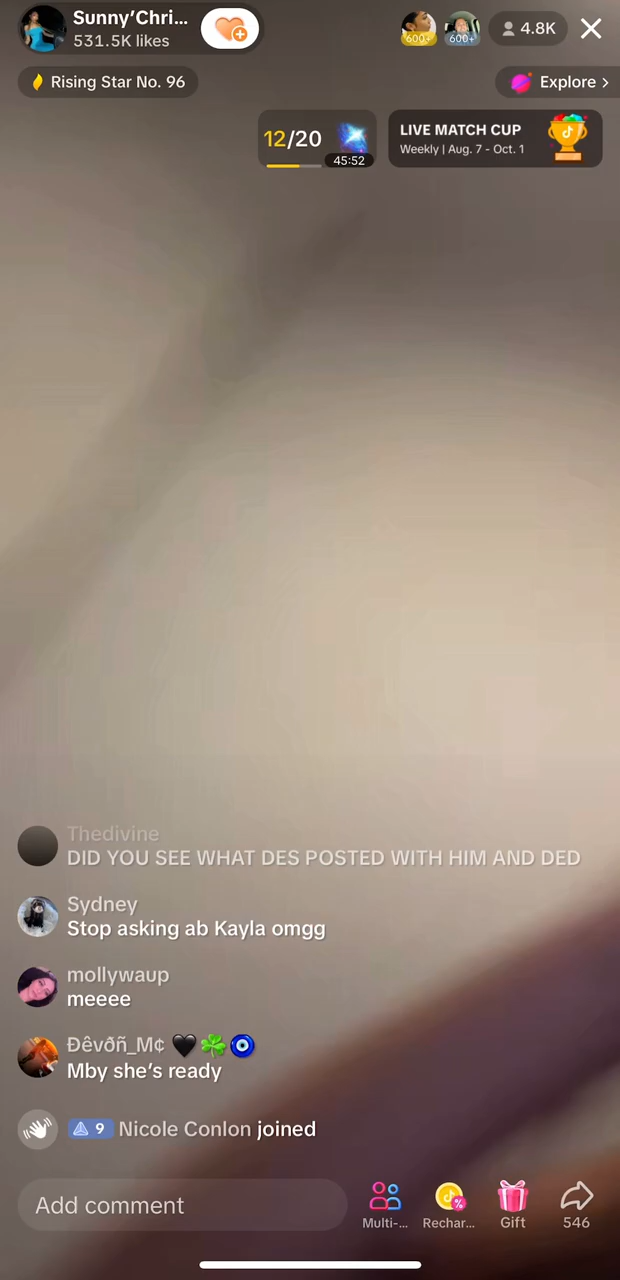 Sunny’Chri...
531.5K likes
600+
600+
4.8K
Rising Star No. 96
Explore >
12/20
45:52
LIVE MATCH CUP
Weekly | Aug. 7 - Oct. 1
Thedivine
DID YOU SEE WHAT DES POSTED WITH HIM AND DED
Sydney
Stop asking ab Kayla omgg
mollywaup
meeee
Ðêvðñ_M¢ 🖤☘️🧿
Mby she’s ready
9 Nicole Conlon joined
Add comment
Multi-...
Rechar...
Gift
546